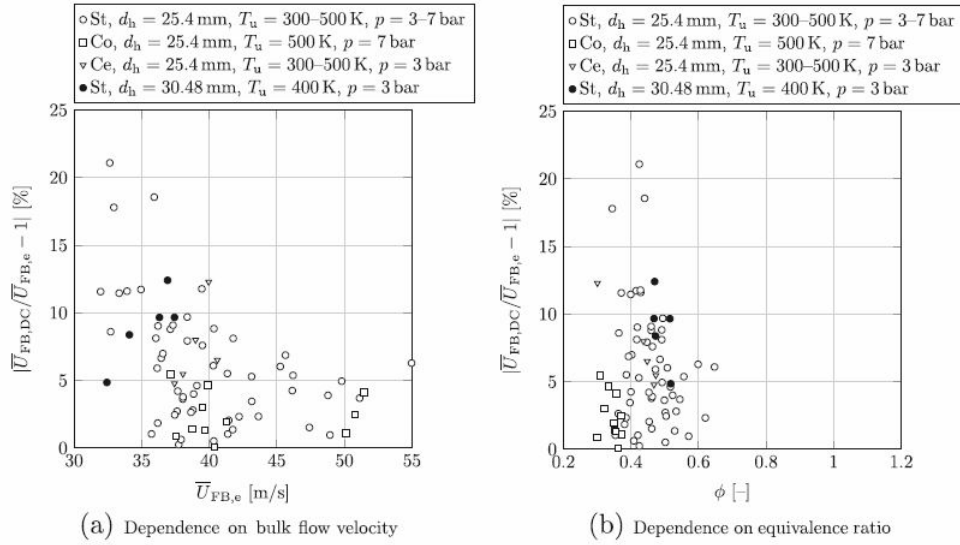 ○ St, d_h = 25.4 mm, T_u = 300–500 K, p = 3–7 bar
□ Co, d_h = 25.4 mm, T_u = 500 K, p = 7 bar
▽ Ce, d_h = 25.4 mm, T_u = 300–500 K, p = 3 bar
● St, d_h = 30.48 mm, T_u = 400 K, p = 3 bar
25
20
15
10
5
0
|U̅_FB,DC/U̅_FB,e − 1| [%]
30 35 40 45 50 55
U̅_FB,e [m/s]
(a) Dependence on bulk flow velocity
○ St, d_h = 25.4 mm, T_u = 300–500 K, p = 3–7 bar
□ Co, d_h = 25.4 mm, T_u = 500 K, p = 7 bar
▽ Ce, d_h = 25.4 mm, T_u = 300–500 K, p = 3 bar
● St, d_h = 30.48 mm, T_u = 400 K, p = 3 bar
25
20
15
10
5
0
|U̅_FB,DC/U̅_FB,e − 1| [%]
0.2 0.4 0.6 0.8 1 1.2
ϕ [–]
(b) Dependence on equivalence ratio